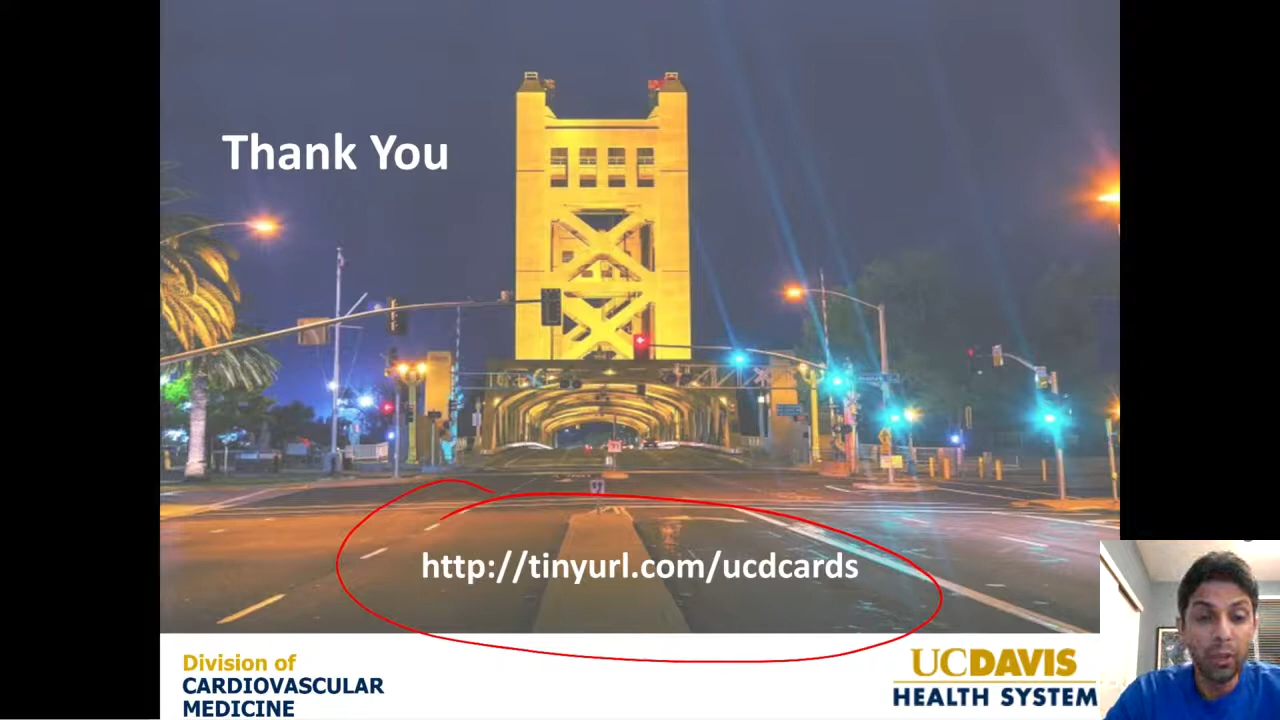 Thank You
http://tinyurl.com/ucdcards
Division of
CARDIOVASCULAR
MEDICINE
UCDAVIS
HEALTH SYSTEM